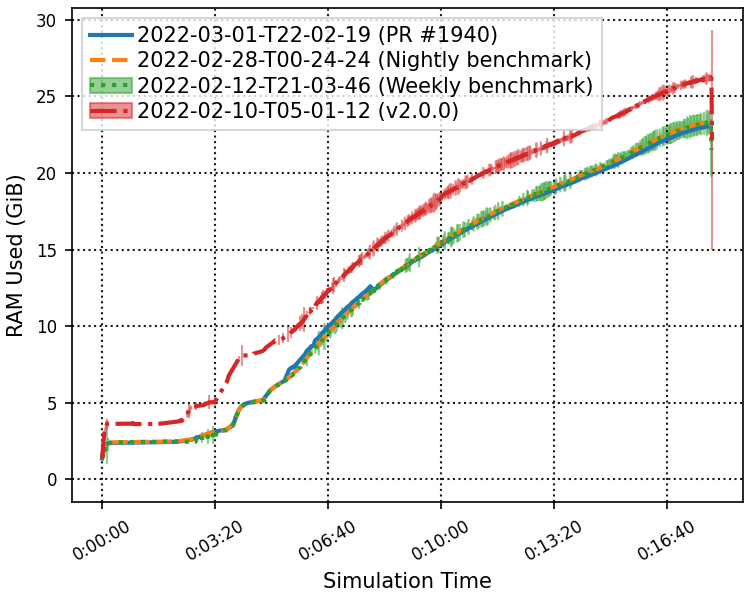 30
25
20
15
10
5
0
RAM Used (GiB)
2022-03-01-T22-02-19 (PR #1940)
2022-02-28-T00-24-24 (Nightly benchmark)
2022-02-12-T21-03-46 (Weekly benchmark)
2022-02-10-T05-01-12 (v2.0.0)
0:00:00
0:03:20
0:06:40
0:10:00
0:13:20
0:16:40
Simulation Time